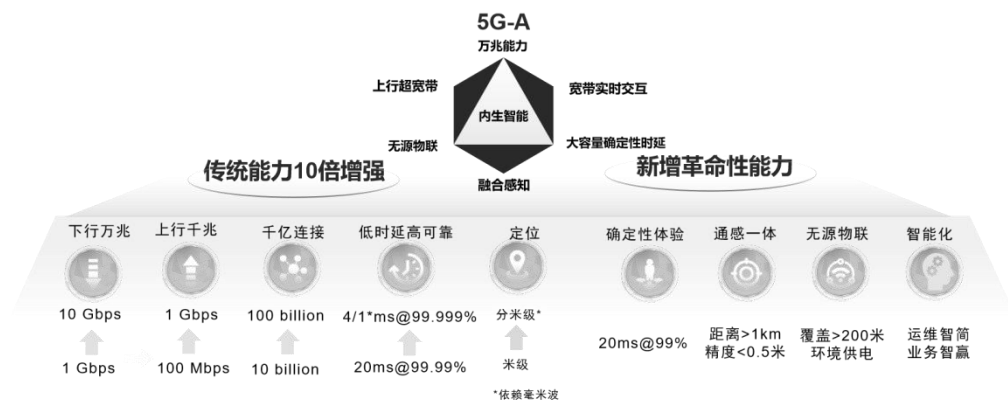 5G-A
万兆能力
上行超宽带
宽带实时交互
内生智能
无源物联
大容量确定性时延
融合感知
传统能力10倍增强
新增革命性能力
下行万兆
上行千兆
千亿连接
低时延高可靠
定位
确定性体验
通感一体
无源物联
智能化
10 Gbps
1 Gbps
100 billion
4/1*ms@99.999%
分米级*
1 Gbps
100 Mbps
10 billion
20ms@99.99%
米级
20ms@99%
距离>1km
精度<0.5米
覆盖>200米
环境供电
运维智简
业务智赢
*依赖毫米波